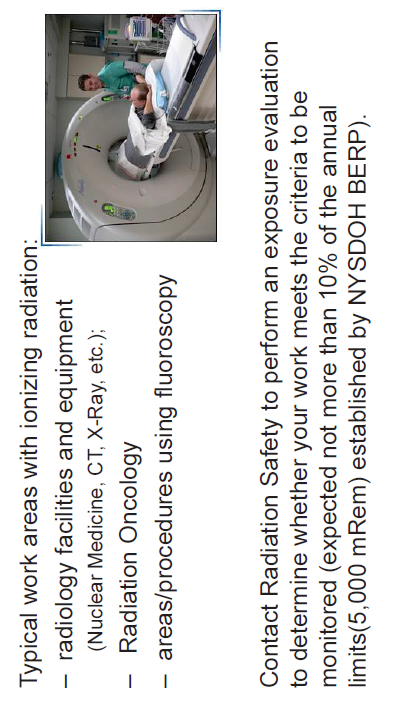 Typical work areas with ionizing radiation:
– radiology facilities and equipment
(Nuclear Medicine, CT, X-Ray, etc.);
– Radiation Oncology
– areas/procedures using fluoroscopy
Contact Radiation Safety to perform an exposure evaluation
to determine whether your work meets the criteria to be
monitored (expected not more than 10% of the annual
limits(5,000 mRem) established by NYSDOH BERP).